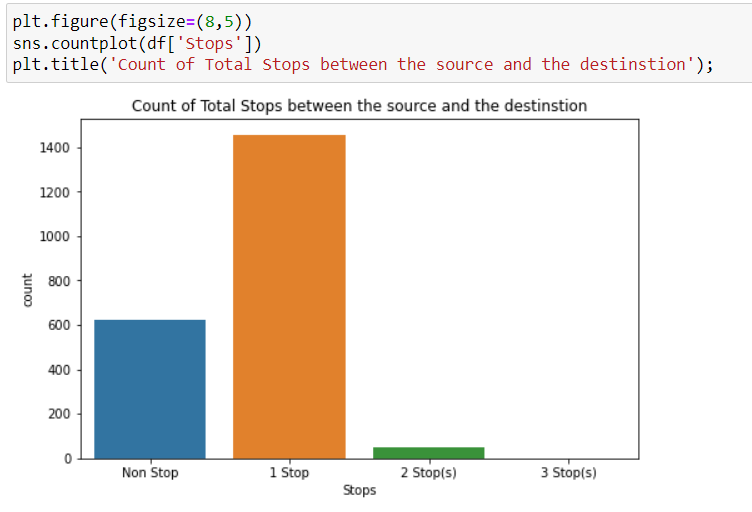 plt.figure(figsize=(8,5))
sns.countplot(df['Stops'])
plt.title('Count of Total Stops between the source and the destinstion');
Count of Total Stops between the source and the destinstion
1400
1200
1000
800
600
400
200
0
count
Non Stop 1 Stop 2 Stop(s) 3 Stop(s)
Stops